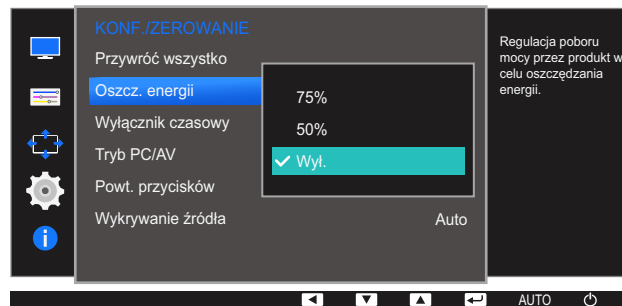 KONF./ZEROWANIE
Przywróć wszystko
Oszcz. energii
75%
50%
Wył.
Wyłącznik czasowy
Tryb PC/AV
Powt. przycisków
Wykrywanie źródła Auto
Regulacja poboru
mocy przez produkt w
celu oszczędzania
energii.
AUTO